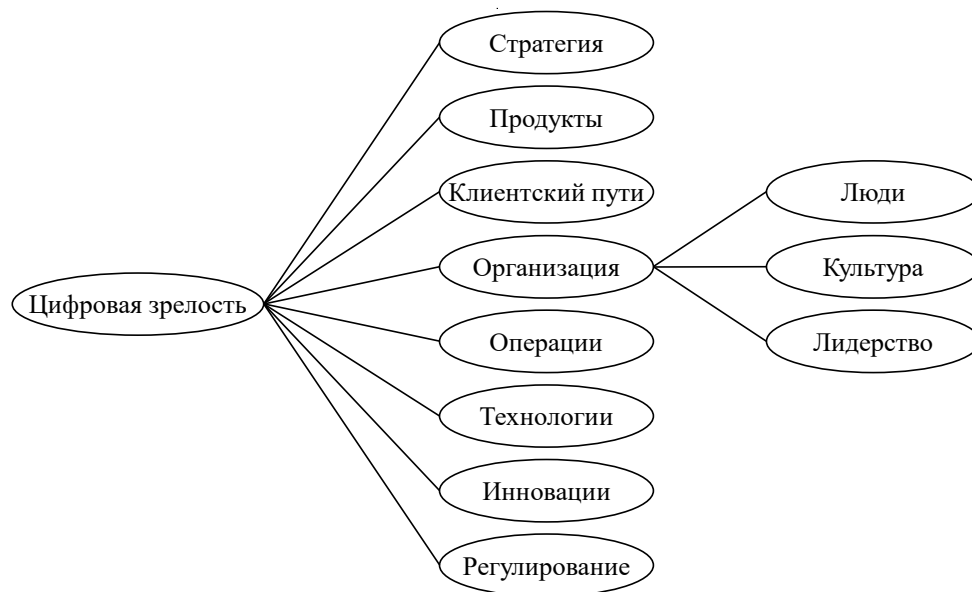 Стратегия
Продукты
Клиентский пути
Организация
Операции
Технологии
Инновации
Регулирование
Цифровая зрелость
Люди
Культура
Лидерство